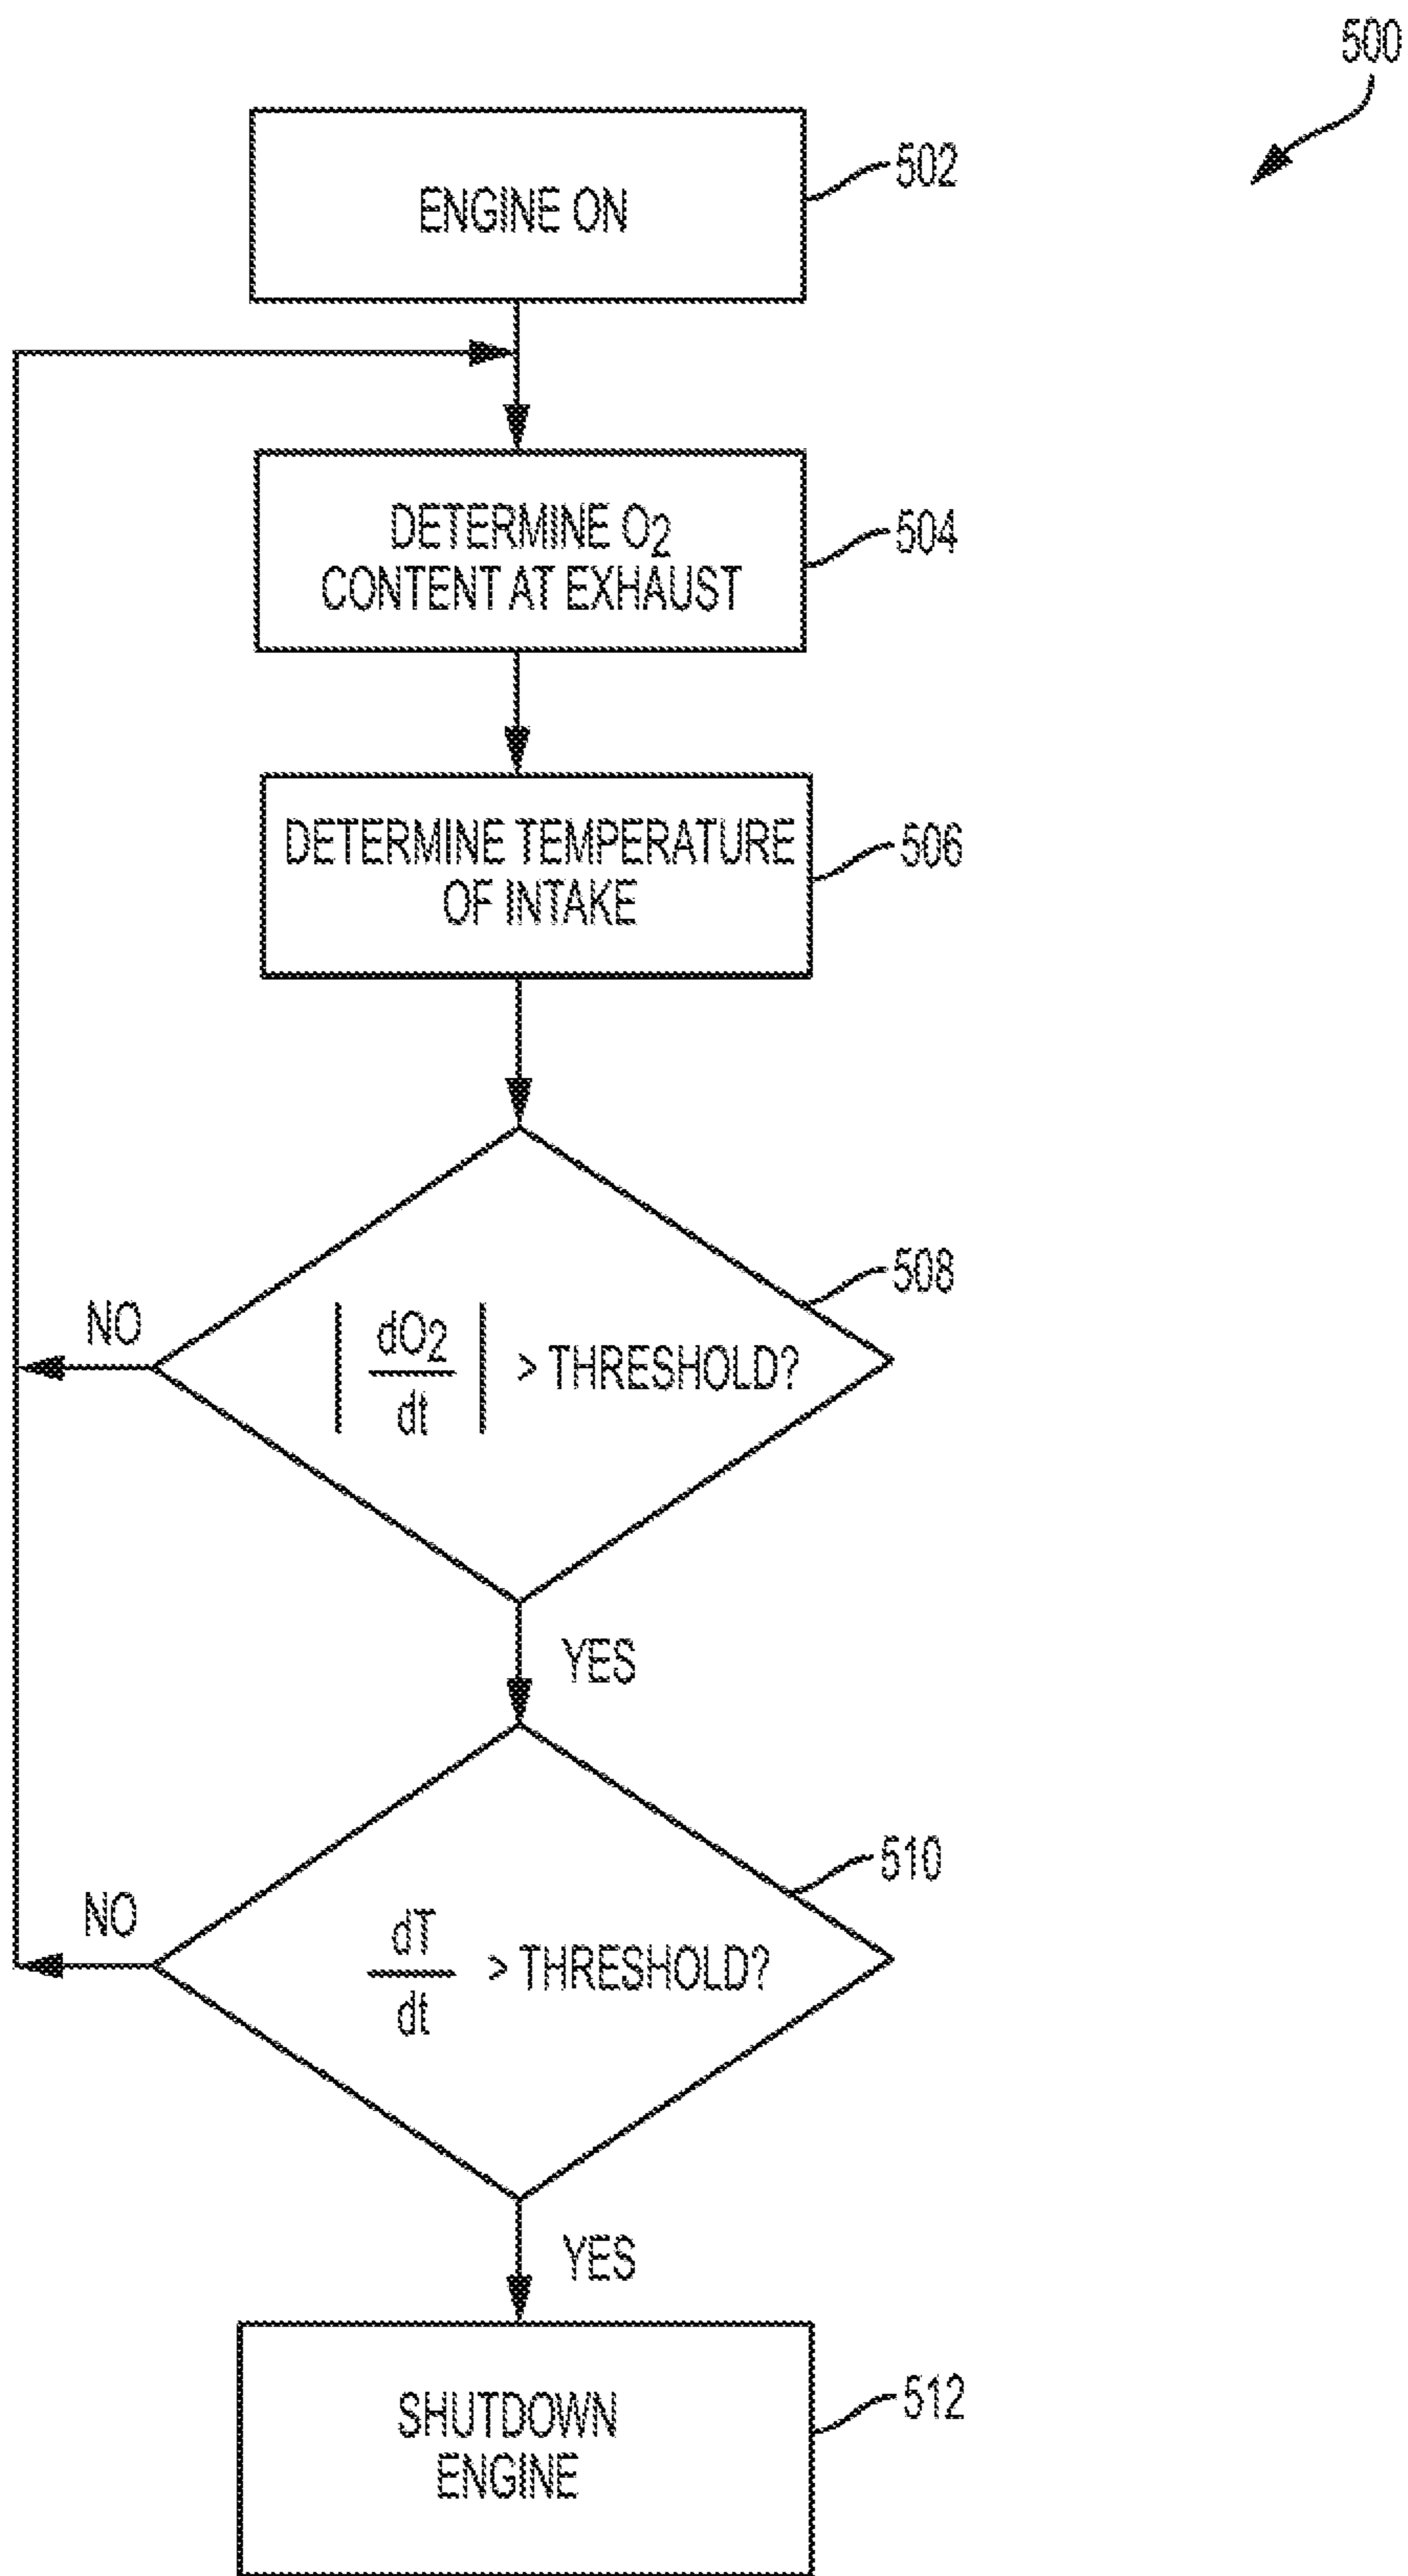 500
ENGINE ON
502
DETERMINE O₂
CONTENT AT EXHAUST
504
DETERMINE TEMPERATURE
OF INTAKE
506
508
NO
| dO₂/dt | > THRESHOLD?
YES
510
NO
dT/dt > THRESHOLD?
YES
SHUTDOWN
ENGINE
512